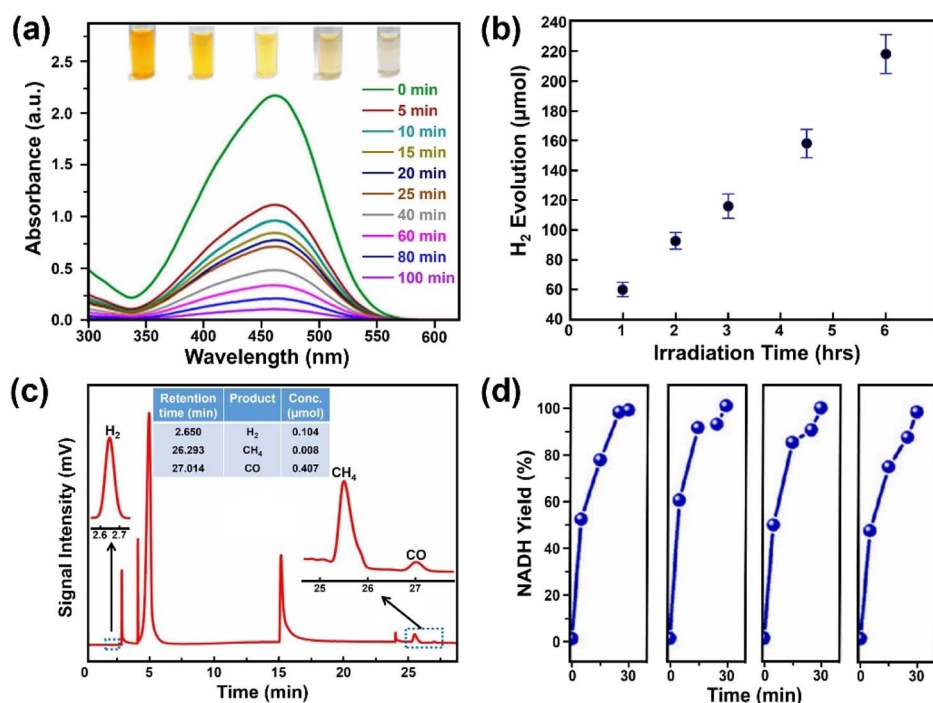 (a)
Absorbance (a.u.)
2.5
2.0
1.5
1.0
0.5
0.0
0 min
5 min
10 min
15 min
20 min
25 min
40 min
60 min
80 min
100 min
300 350 400 450 500 550 600
Wavelength (nm)
(b)
H₂ Evolution (μmol)
240
220
200
180
160
140
120
100
80
60
40
0 1 2 3 4 5 6
Irradiation Time (hrs)
(c)
Signal Intensity (mV)
H₂
2.6 2.7
Retention time (min) Product Conc. (μmol)
2.650 H₂ 0.104
26.293 CH₄ 0.008
27.014 CO 0.407
CH₄
CO
25 26 27
0 5 10 15 20 25
Time (min)
(d)
NADH Yield (%)
100
80
60
40
20
0
0 30 0 30 0 30 0 30
Time (min)